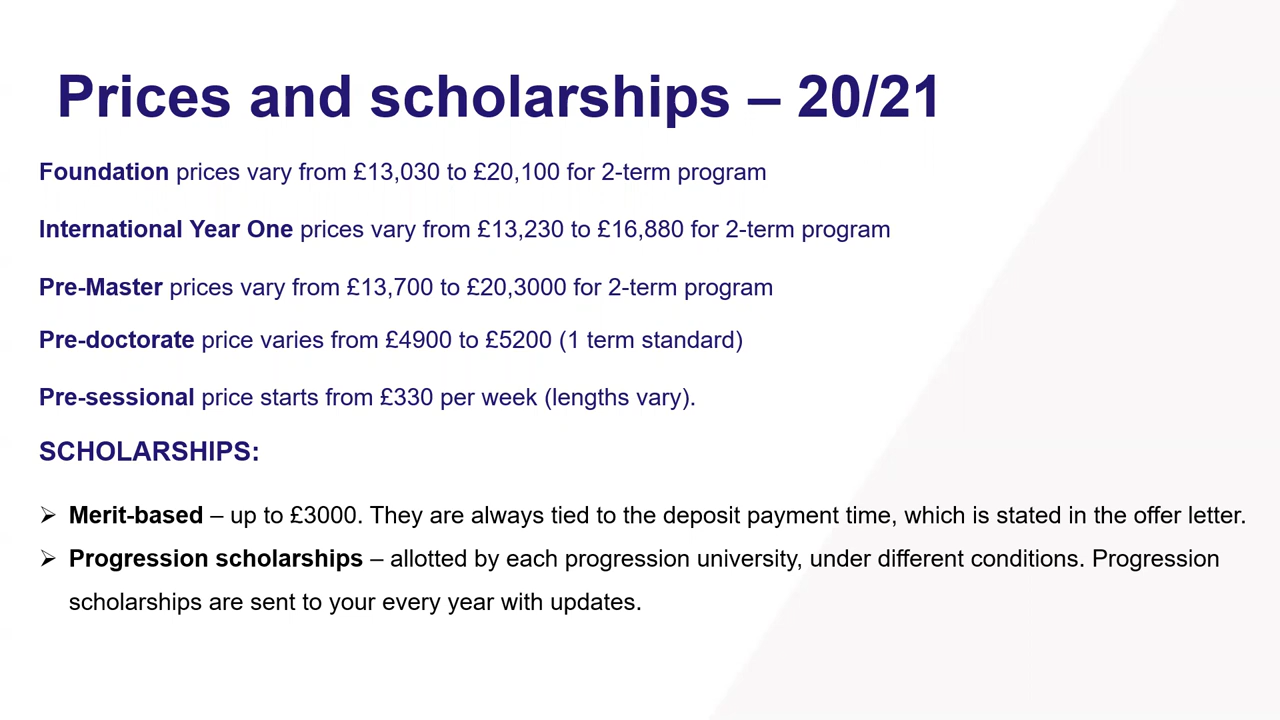 Prices and scholarships – 20/21
Foundation prices vary from £13,030 to £20,100 for 2-term program
International Year One prices vary from £13,230 to £16,880 for 2-term program
Pre-Master prices vary from £13,700 to £20,3000 for 2-term program
Pre-doctorate price varies from £4900 to £5200 (1 term standard)
Pre-sessional price starts from £330 per week (lengths vary).
SCHOLARSHIPS:
➢ Merit-based – up to £3000. They are always tied to the deposit payment time, which is stated in the offer letter.
➢ Progression scholarships – allotted by each progression university, under different conditions. Progression
scholarships are sent to your every year with updates.